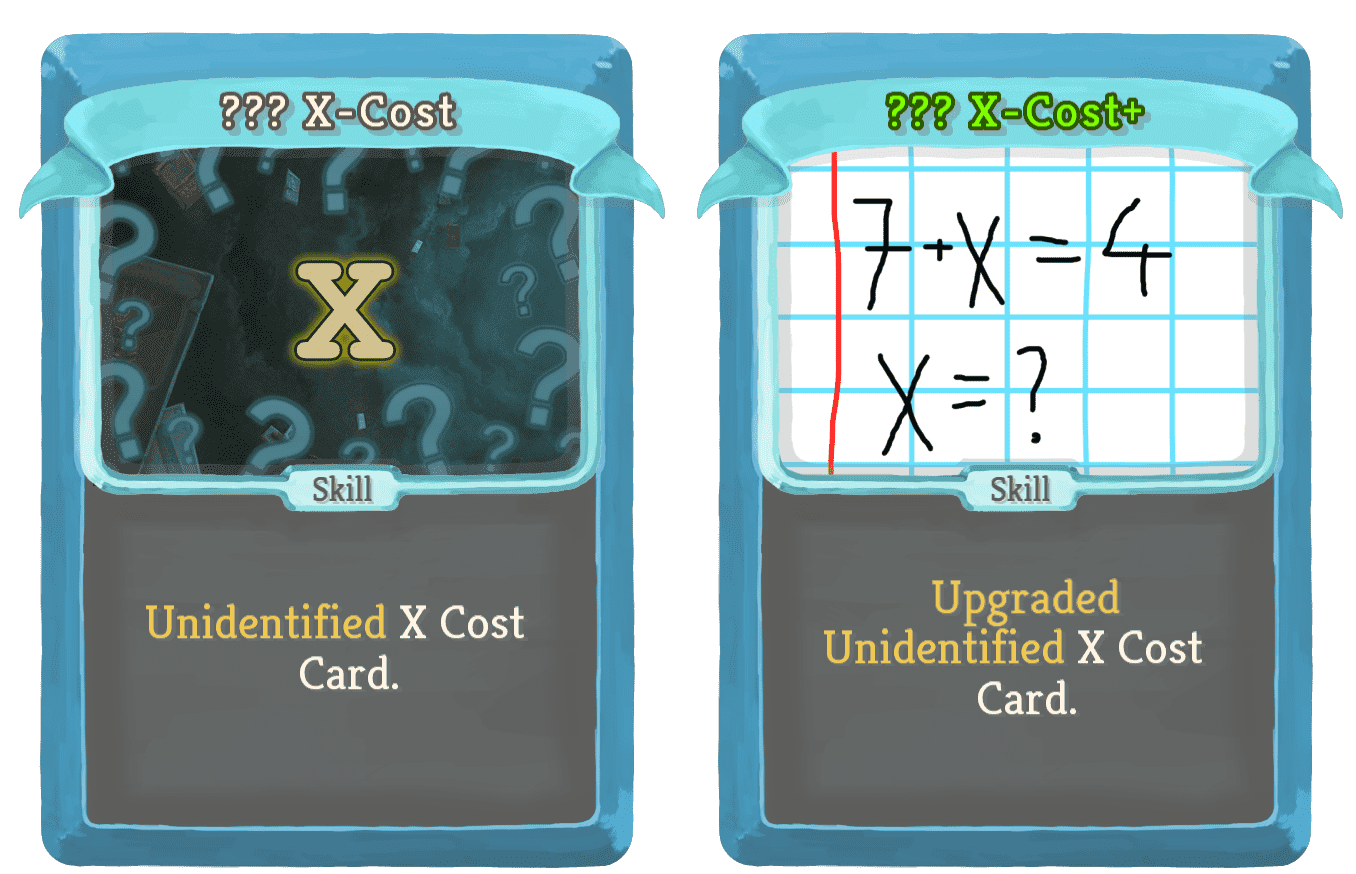 ??? X-Cost
X
Skill
Unidentified X Cost
Card.
??? X-Cost+
7+X=4
X=?
Skill
Upgraded
Unidentified X Cost
Card.